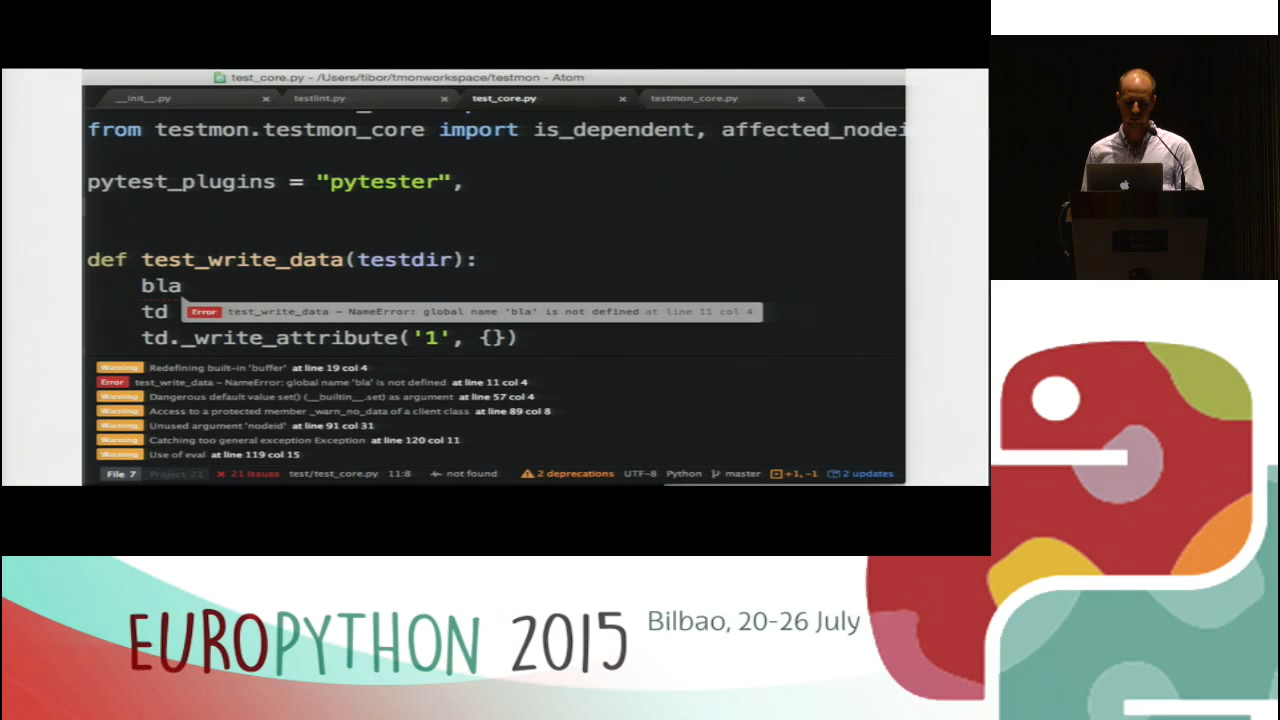 test_core.py - /Users/tibor/tmonworkspace/testmon - Atom
__init__.py × testlint.py × test_core.py × testmon_core.py ×
from testmon.testmon_core import is_dependent, affected_nodei
pytest_plugins = "pytester",
def test_write_data(testdir):
bla
td Error test_write_data – NameError: global name 'bla' is not defined at line 11 col 4
td._write_attribute('1', {})
Warning Redefining built-in 'buffer' at line 19 col 4
Error test_write_data – NameError: global name 'bla' is not defined at line 11 col 4
Warning Dangerous default value set() (__builtin__.set) as argument at line 57 col 4
Warning Access to a protected member _warn_no_data of a client class at line 89 col 8
Warning Unused argument 'nodeid' at line 91 col 31
Warning Catching too general exception Exception at line 120 col 11
Warning Use of eval at line 119 col 15
File 7 Project 21 × 21 Issues test/test_core.py 11:8 not found 2 deprecations UTF-8 Python master +1, -1 2 updates
EUROPYTHON 2015 Bilbao, 20-26 July